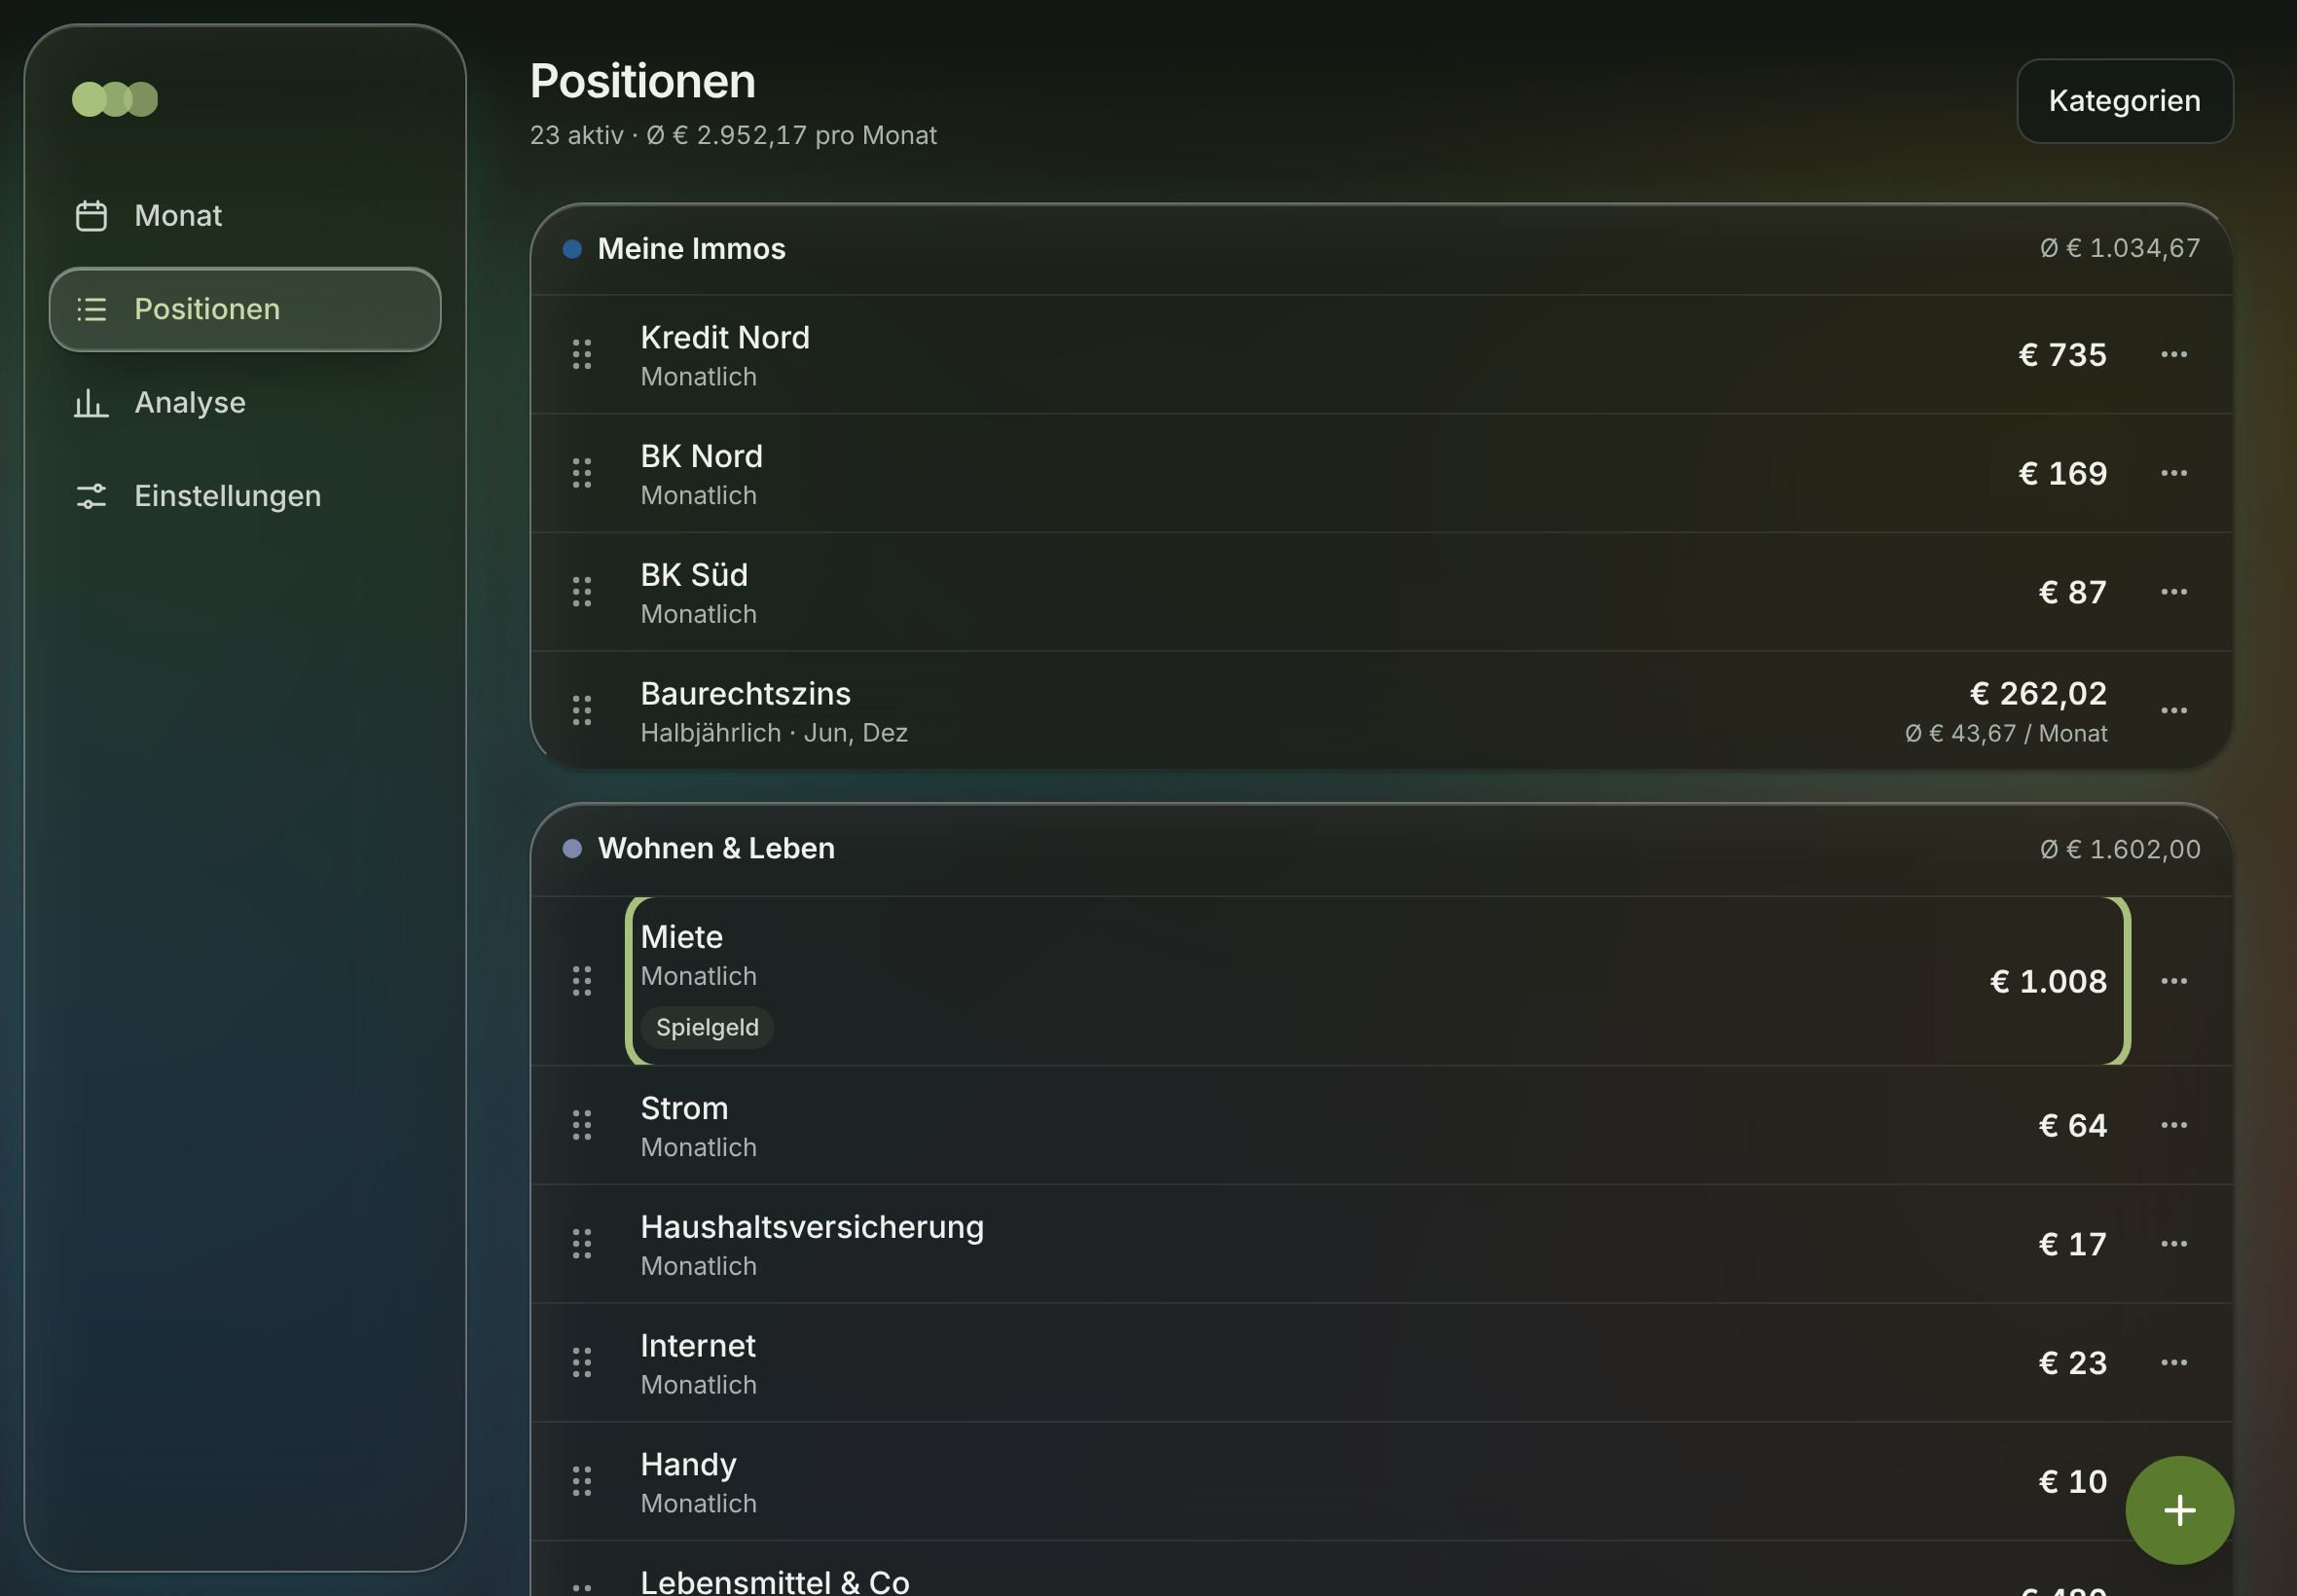 Monat
Positionen
Analyse
Einstellungen
Positionen
23 aktiv · Ø € 2.952,17 pro Monat
Kategorien
Meine Immos
Ø € 1.034,67
Kredit Nord
Monatlich
€ 735
BK Nord
Monatlich
€ 169
BK Süd
Monatlich
€ 87
Baurechtszins
Halbjährlich · Jun, Dez
€ 262,02
Ø € 43,67 / Monat
Wohnen & Leben
Ø € 1.602,00
Miete
Monatlich
Spielgeld
€ 1.008
Strom
Monatlich
€ 64
Haushaltsversicherung
Monatlich
€ 17
Internet
Monatlich
€ 23
Handy
Monatlich
€ 10
Lebensmittel & Co